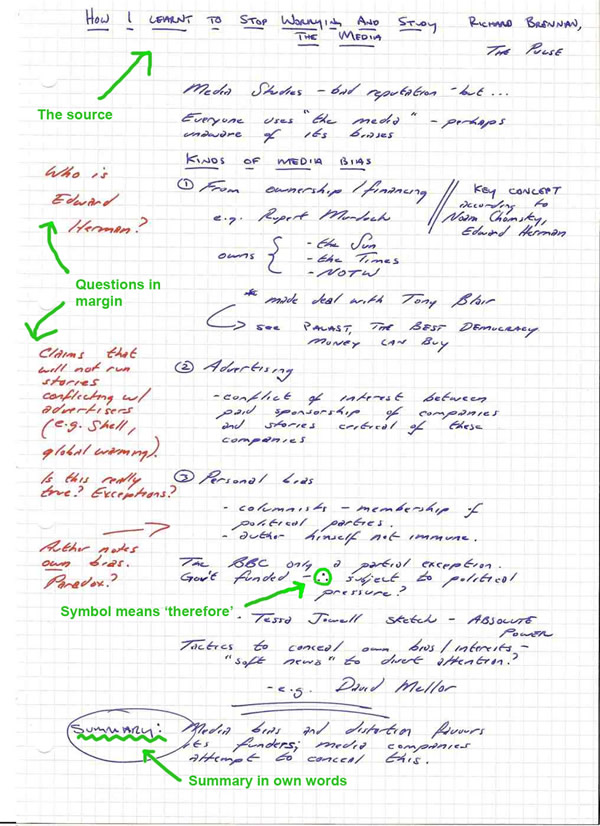 How I Learnt to Stop Worrying And Study
The Media
Richard Brennan,
The Pulse
The source
Media Studies - bad reputation - but...
Everyone uses "the media" - perhaps
unaware of its biases
Kinds of media bias
① From ownership / financing
e.g. Rupert Murdoch
owns { - the Sun
- the Times
- NOTW
Key concept
according to
Noam Chomsky,
Edward Herman
* made deal with Tony Blair
→ see Palast, The Best Democracy
Money Can Buy
Who is
Edward
Herman?
Questions in
margin
② Advertising
- conflict of interest between
paid sponsorship of companies
and stories critical of these
companies
Claims that
will not run
stories
conflicting w/
advertisers
(e.g. Shell,
global warming).
Is this really
true? Exceptions?
③ Personal bias
- columnists - membership of
political parties.
- author himself not immune.
Author notes
own bias.
Paradox?
The BBC only a partial exception.
Gov't funded - ∴ subject to political
pressure?
Symbol means 'therefore'
- Tessa Jowell sketch - Absolute
Power
Tactics to conceal own bias / interests -
"soft news" to divert attention?
- e.g. David Mellor
Summary:
Media bias and distortion favours
its funders; media companies
attempt to conceal this.
Summary in own words